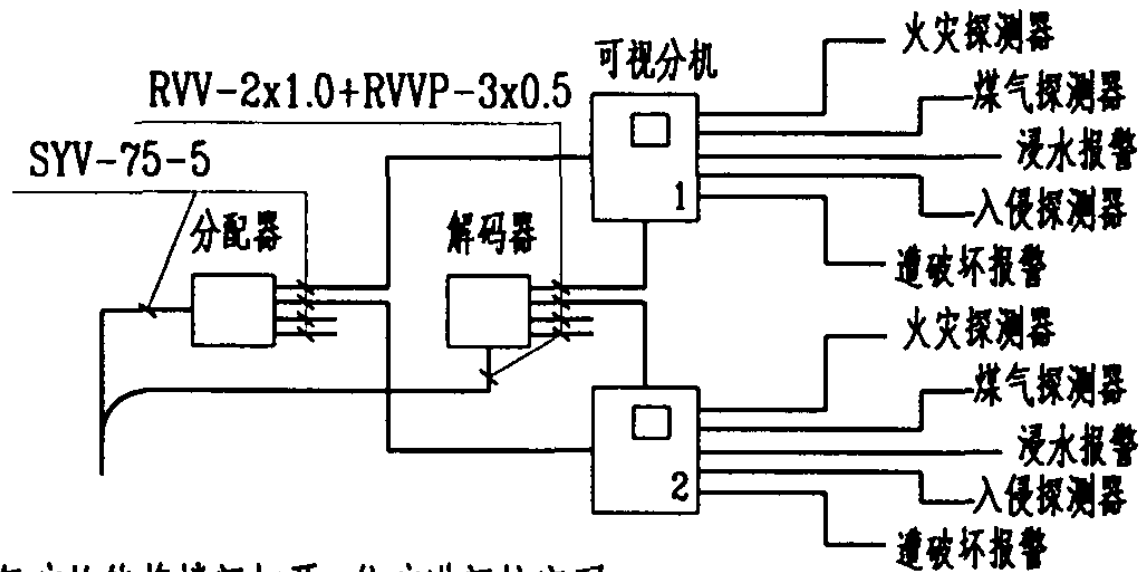 火灾探测器
可视分机
煤气探测器
RVV-2x1.0+RVVP-3x0.5
浸水报警
SYV-75-5
1
入侵探测器
分配器
解码器
遭破坏报警
火灾探测器
煤气探测器
浸水报警
2
入侵探测器
遭破坏报警